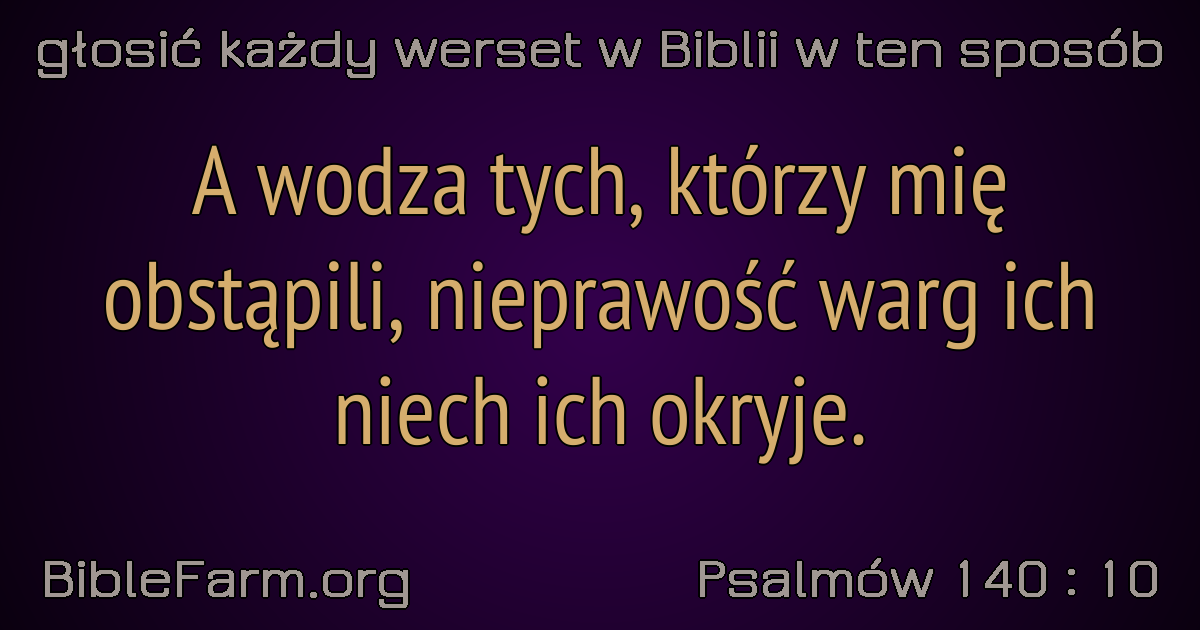 głosić każdy werset w Biblii w ten sposób
A wodza tych, którzy mię
obstąpili, nieprawość warg ich
niech ich okryje.
BibleFarm.org
Psalmów 140 : 10